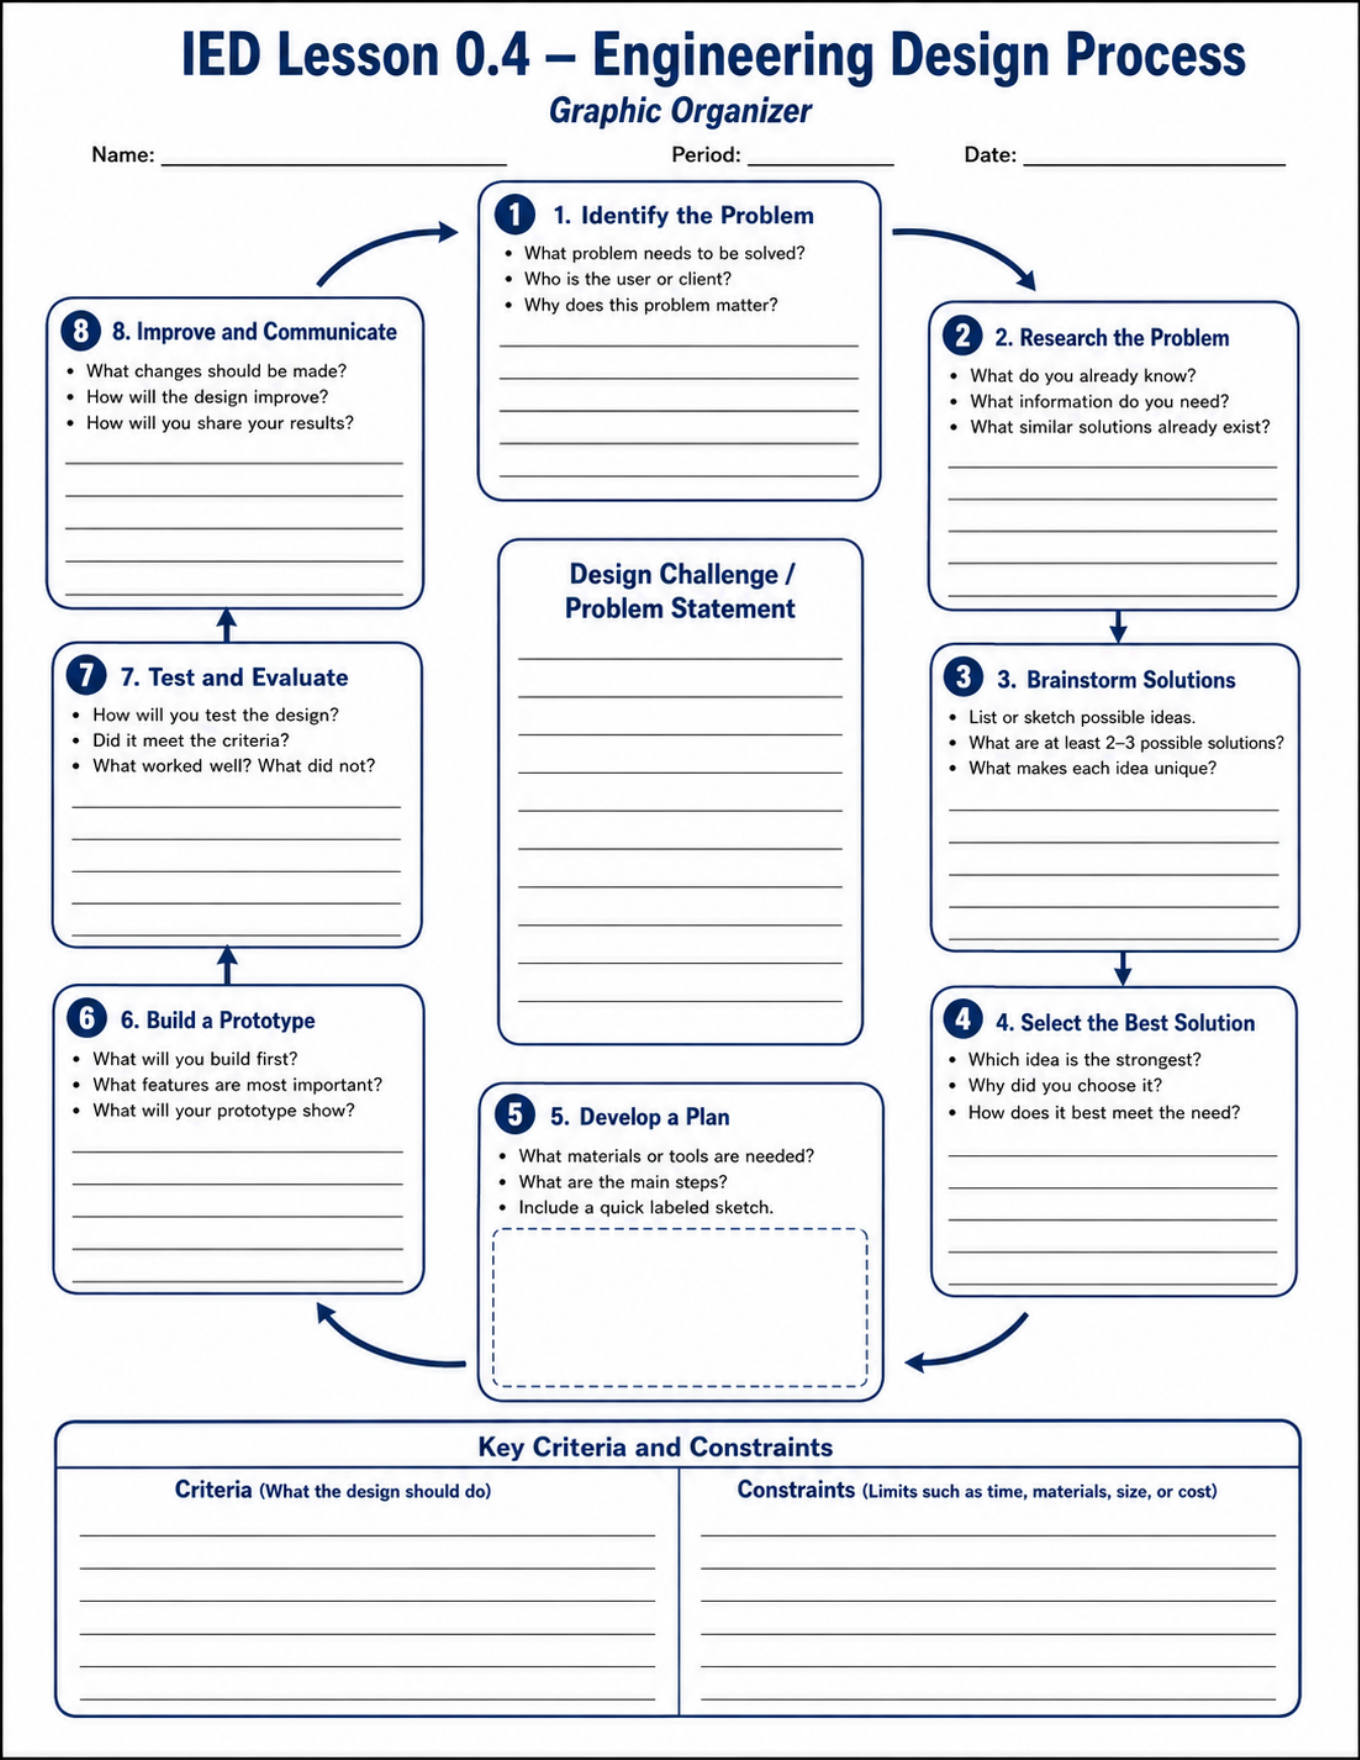 IED Lesson 0.4 – Engineering Design Process
Graphic Organizer
Name: Period: Date:
1 1. Identify the Problem
• What problem needs to be solved?
• Who is the user or client?
• Why does this problem matter?
2 2. Research the Problem
• What do you already know?
• What information do you need?
• What similar solutions already exist?
3 3. Brainstorm Solutions
• List or sketch possible ideas.
• What are at least 2–3 possible solutions?
• What makes each idea unique?
4 4. Select the Best Solution
• Which idea is the strongest?
• Why did you choose it?
• How does it best meet the need?
5 5. Develop a Plan
• What materials or tools are needed?
• What are the main steps?
• Include a quick labeled sketch.
6 6. Build a Prototype
• What will you build first?
• What features are most important?
• What will your prototype show?
7 7. Test and Evaluate
• How will you test the design?
• Did it meet the criteria?
• What worked well? What did not?
8 8. Improve and Communicate
• What changes should be made?
• How will the design improve?
• How will you share your results?
Design Challenge /
Problem Statement
Key Criteria and Constraints
Criteria (What the design should do)
Constraints (Limits such as time, materials, size, or cost)